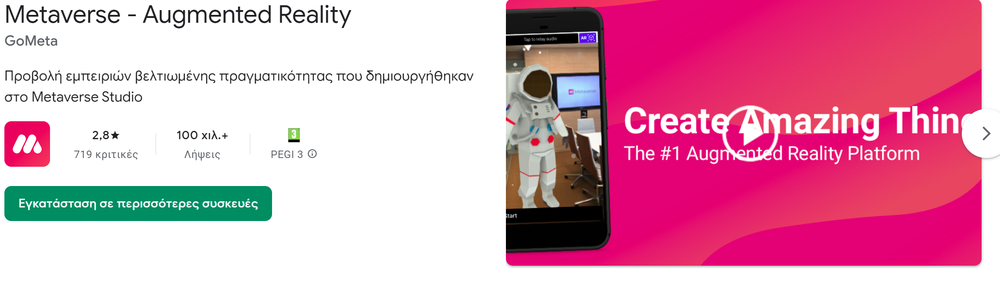 Metaverse - Augmented Reality
GoMeta
Προβολή εμπειριών βελτιωμένης πραγματικότητας που δημιουργήθηκαν
στο Metaverse Studio
2,8★
719 κριτικές
100 χιλ.+
Λήψεις
3
PEGI 3
Εγκατάσταση σε περισσότερες συσκευές
Tap to relay audio
AR
Metaverse
Start
Create Amazing Thing
The #1 Augmented Reality Platform